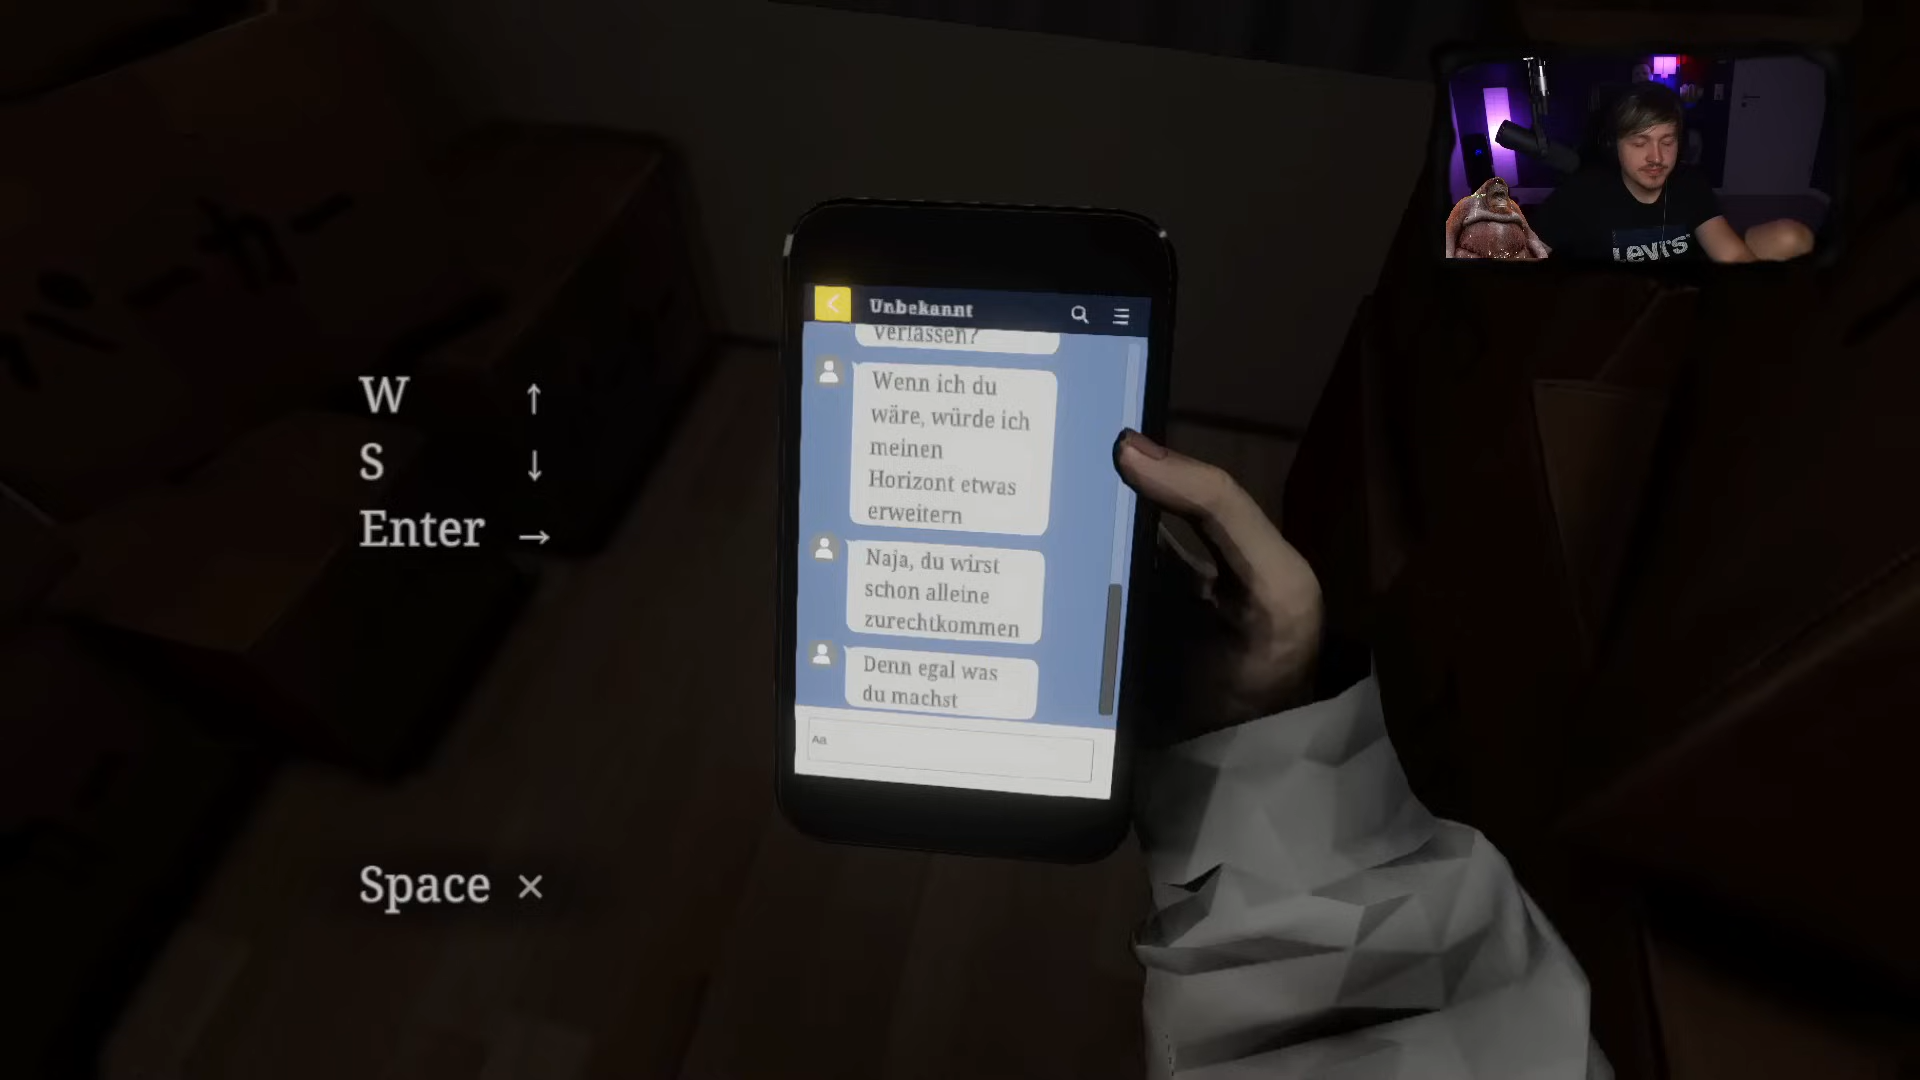 Unbekannt
verlassen?
Wenn ich du
wäre, würde ich
meinen
Horizont etwas
erweitern
Naja, du wirst
schon alleine
zurechtkommen
Denn egal was
du machst
Aa
W ↑
S ↓
Enter →
Space ×
Levi's